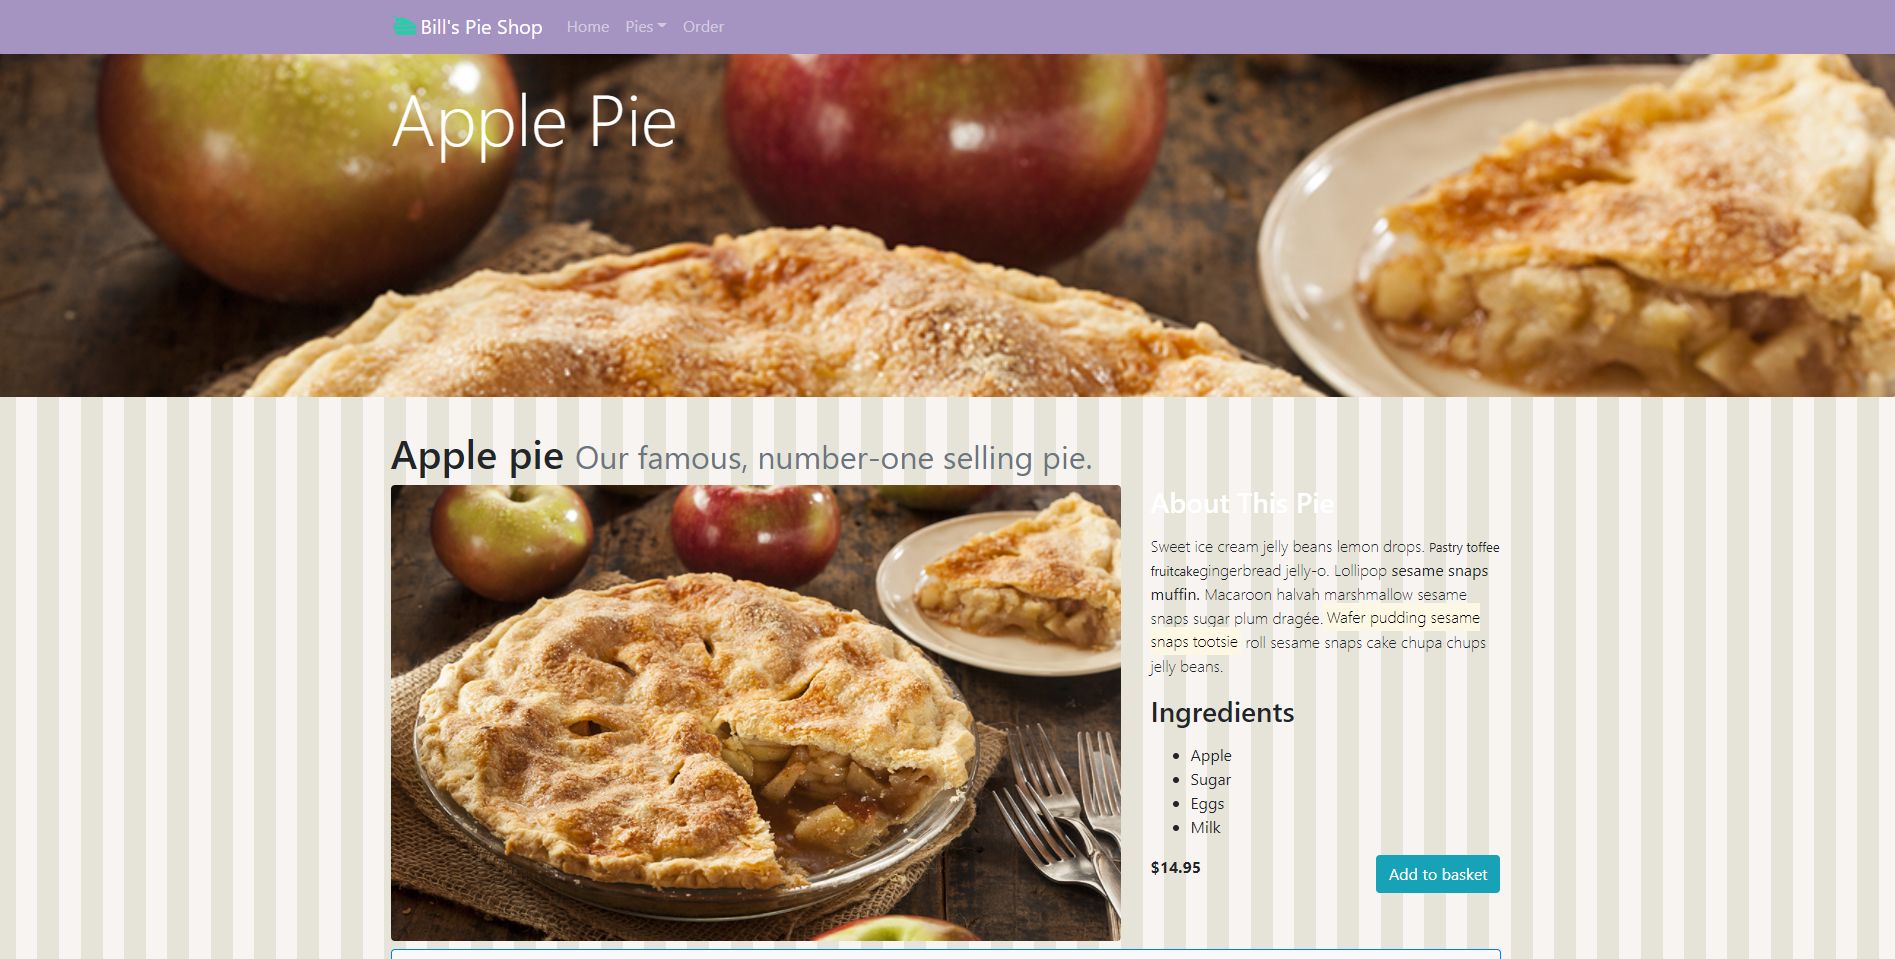 Bill's Pie Shop Home Pies Order
Apple Pie
Apple pie Our famous, number-one selling pie.
About This Pie
Sweet ice cream jelly beans lemon drops. Pastry toffee
fruitcakegingerbread jelly-o. Lollipop sesame snaps
muffin. Macaroon halvah marshmallow sesame
snaps sugar plum dragée. Wafer pudding sesame
snaps tootsie roll sesame snaps cake chupa chups
jelly beans.
Ingredients
Apple
Sugar
Eggs
Milk
$14.95
Add to basket